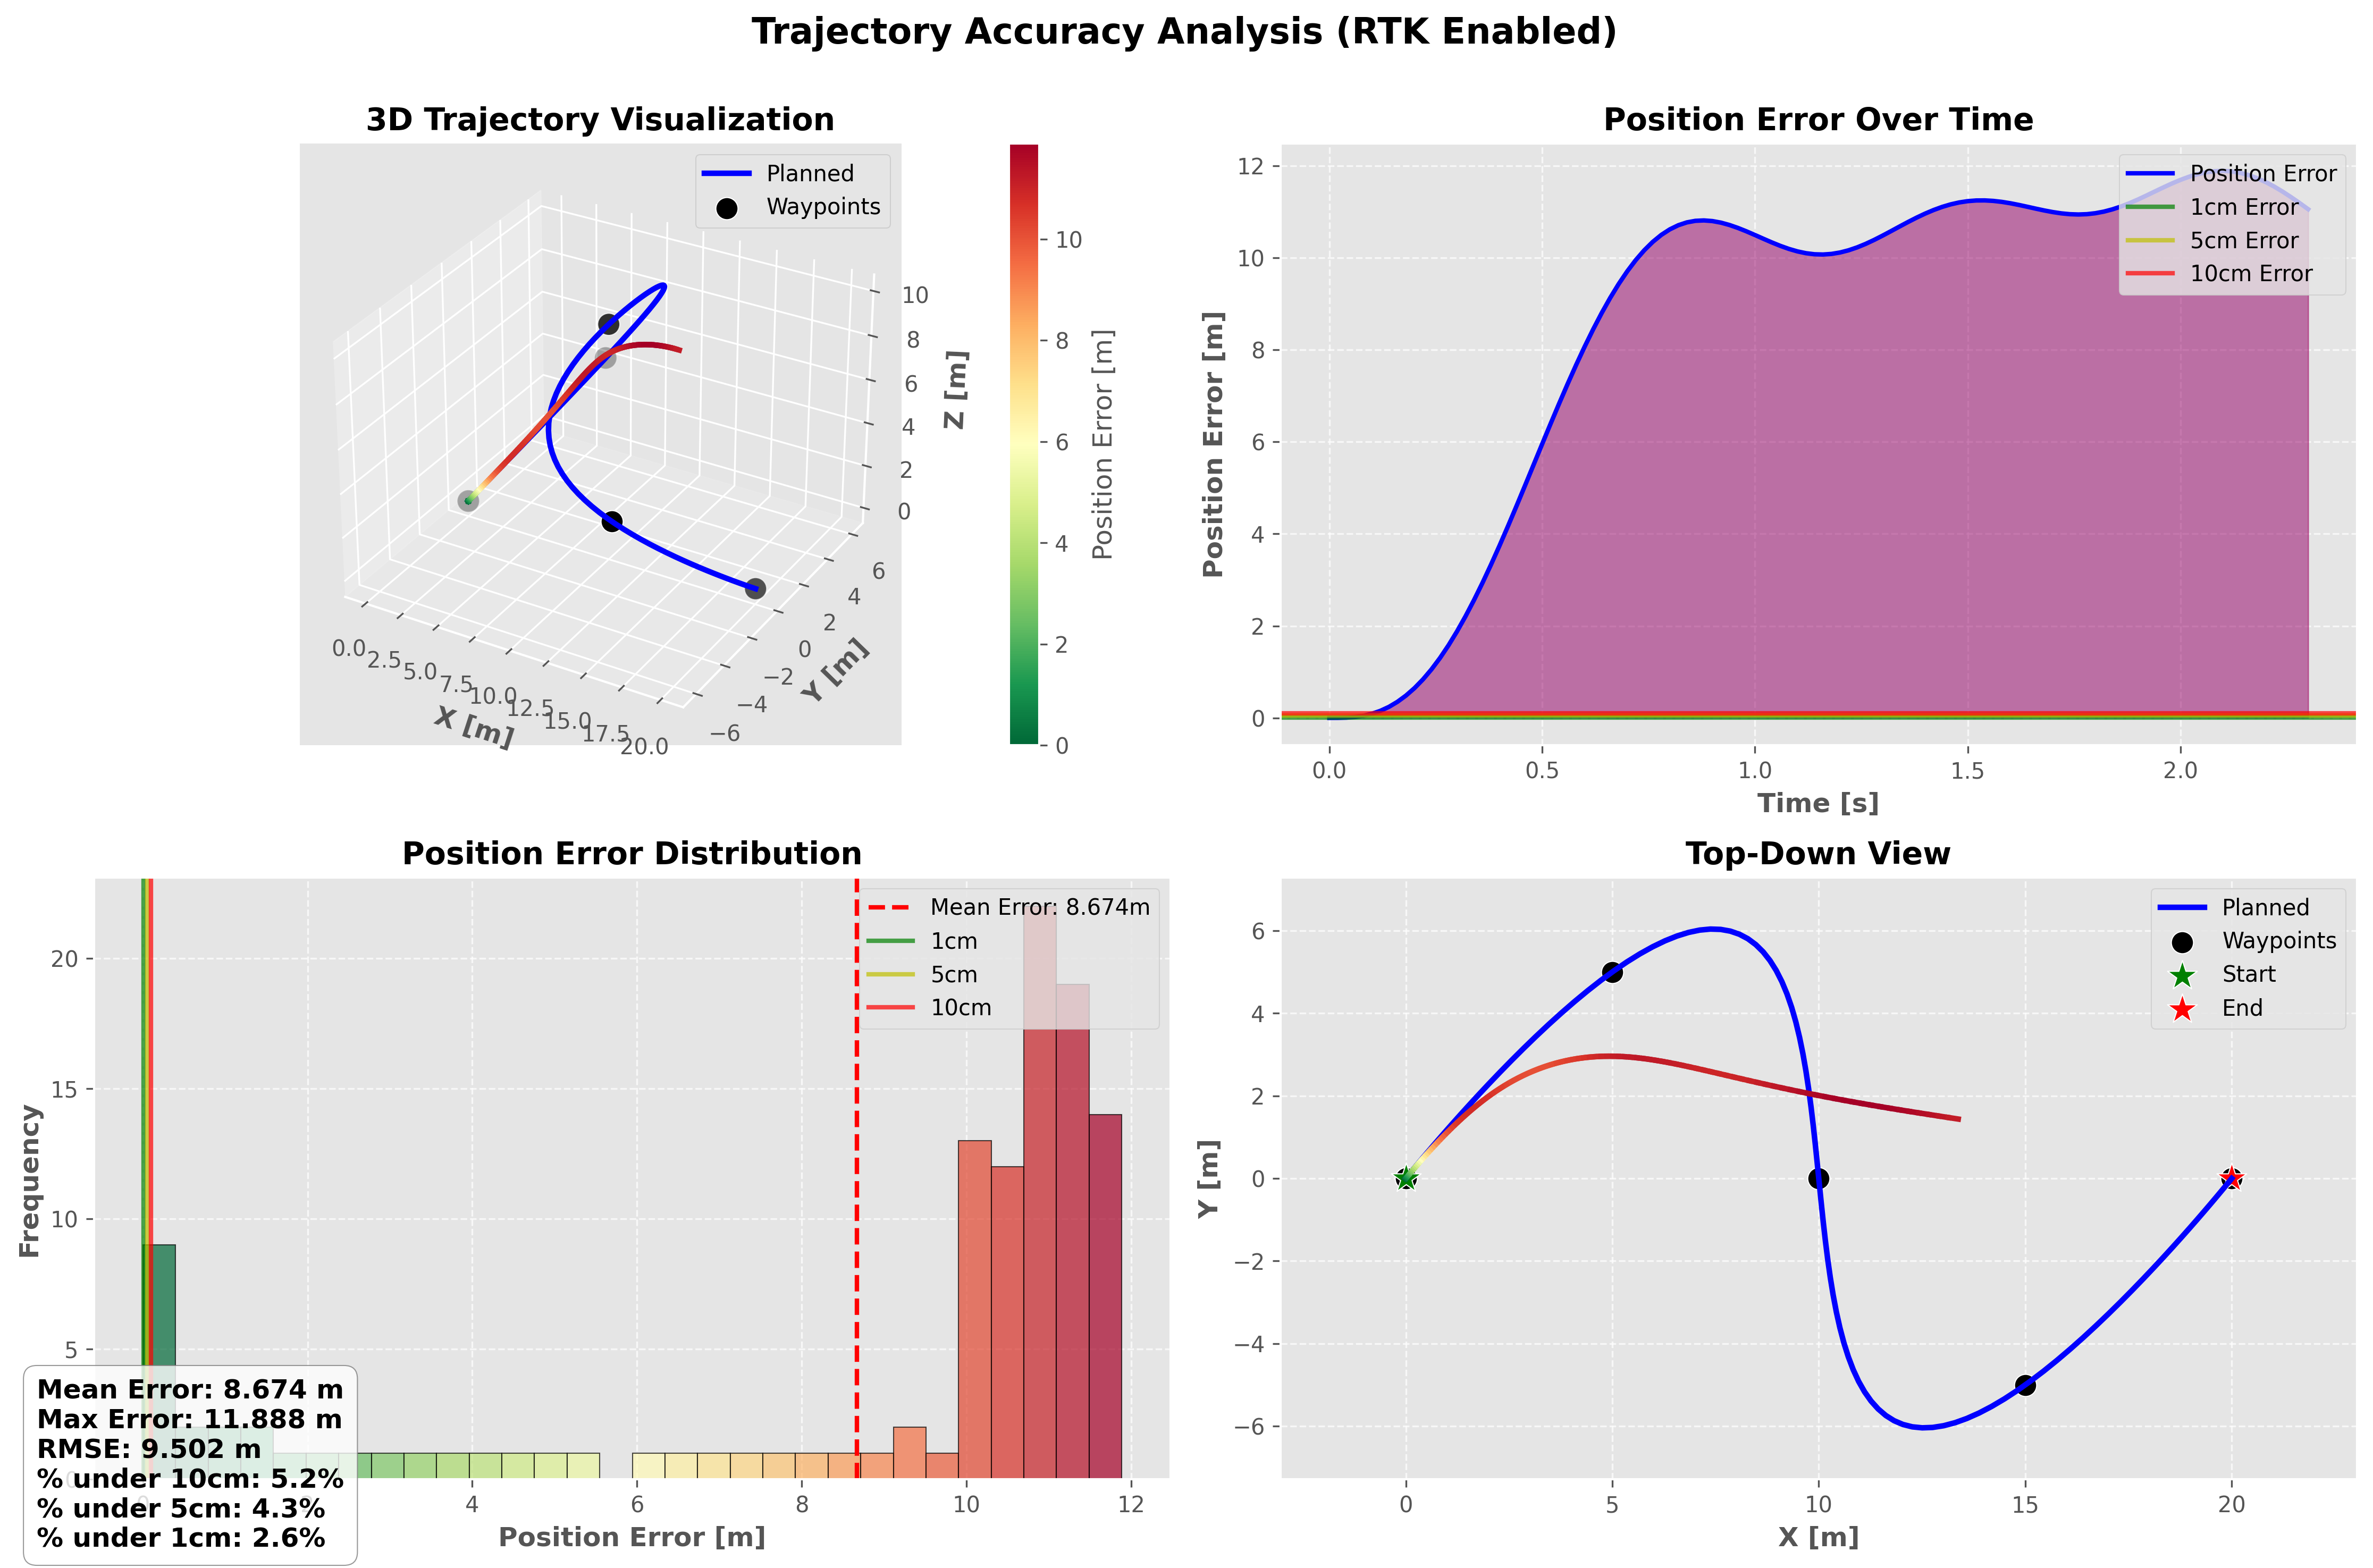 Trajectory Accuracy Analysis (RTK Enabled)
3D Trajectory Visualization
Planned
Waypoints
10
8
6
4
2
0
Z [m]
6
4
2
0
−2
−4
−6
Y [m]
0.0
2.5
5.0
7.5
10.0
12.5
15.0
17.5
20.0
X [m]
10
8
6
4
2
0
Position Error [m]
Position Error Over Time
Position Error
1cm Error
5cm Error
10cm Error
12
10
8
6
4
2
0
Position Error [m]
0.0 0.5 1.0 1.5 2.0
Time [s]
Position Error Distribution
Mean Error: 8.674m
1cm
5cm
10cm
20
15
10
5
Frequency
4 6 8 10 12
Position Error [m]
Mean Error: 8.674 m
Max Error: 11.888 m
RMSE: 9.502 m
% under 10cm: 5.2%
% under 5cm: 4.3%
% under 1cm: 2.6%
Top-Down View
Planned
Waypoints
Start
End
6
4
2
0
−2
−4
−6
Y [m]
0 5 10 15 20
X [m]